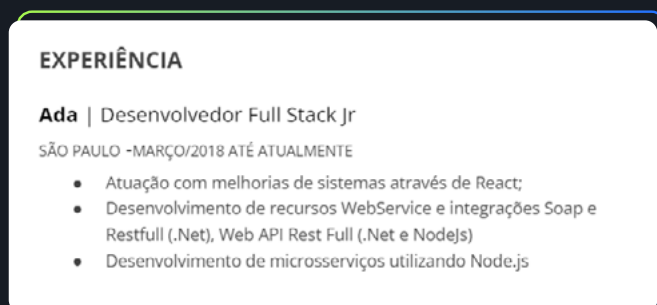 EXPERIÊNCIA
Ada | Desenvolvedor Full Stack Jr
SÃO PAULO -MARÇO/2018 ATÉ ATUALMENTE
• Atuação com melhorias de sistemas através de React;
• Desenvolvimento de recursos WebService e integrações Soap e
Restfull (.Net), Web API Rest Full (.Net e NodeJs)
• Desenvolvimento de microsserviços utilizando Node.js